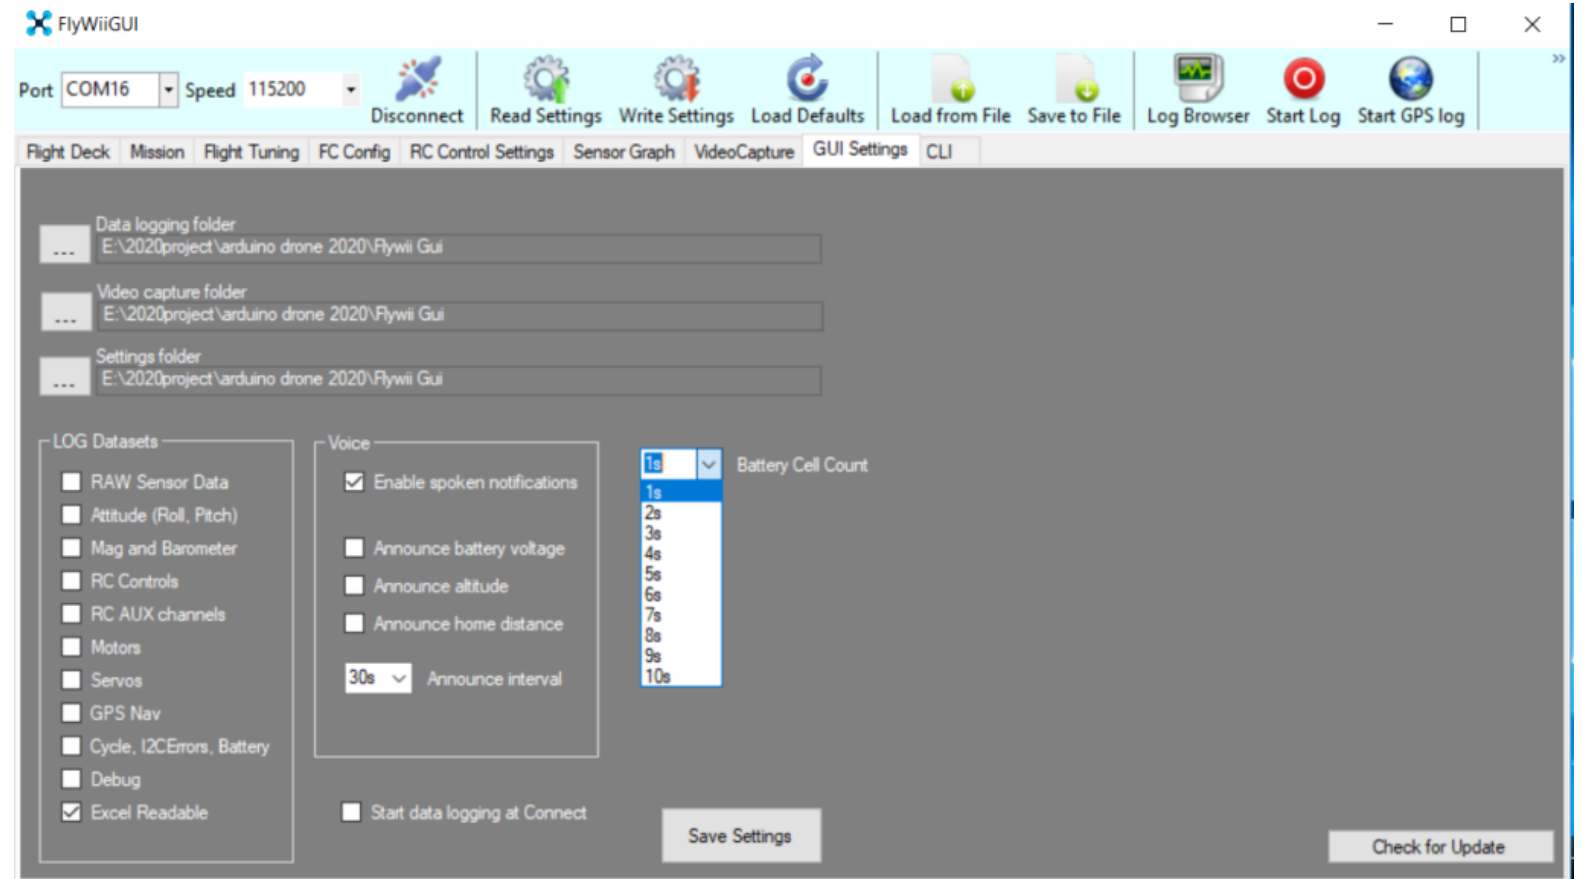 FlyWiiGUI
Port COM16 Speed 115200
Disconnect Read Settings Write Settings Load Defaults Load from File Save to File Log Browser Start Log Start GPS log
Flight Deck Mission Flight Tuning FC Config RC Control Settings Sensor Graph VideoCapture GUI Settings CLI
Data logging folder
... E:\2020project\arduino drone 2020\Flywii Gui
Video capture folder
... E:\2020project\arduino drone 2020\Flywii Gui
Settings folder
... E:\2020project\arduino drone 2020\Flywii Gui
LOG Datasets
RAW Sensor Data
Attitude (Roll, Pitch)
Mag and Barometer
RC Controls
RC AUX channels
Motors
Servos
GPS Nav
Cycle, I2CErrors, Battery
Debug
Excel Readable
Voice
Enable spoken notifications
Announce battery voltage
Announce altitude
Announce home distance
30s Announce interval
Start data logging at Connect
1s Battery Cell Count
1s
2s
3s
4s
5s
6s
7s
8s
9s
10s
Save Settings
Check for Update